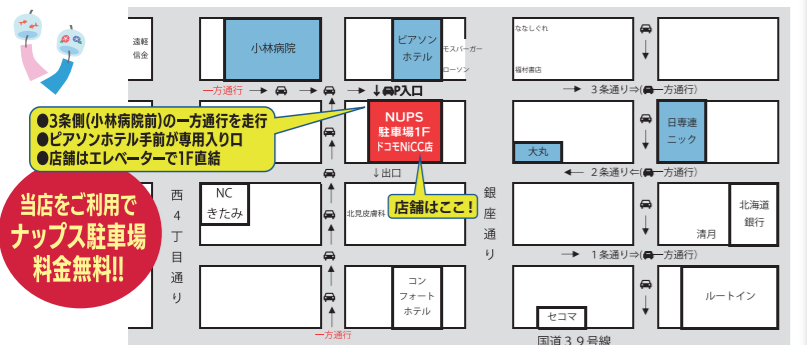 遠軽
信金
小林病院
ピアソン
ホテル
モスバーガー
ローソン
ななしぐれ
福村書店
一方通行
↓P入口
3条通り⇒(一方通行)
●3条側(小林病院前)の一方通行を走行
●ピアソンホテル手前が専用入り口
●店舗はエレベーターで1F直結
NUPS
駐車場1F
ドコモNiCC店
大丸
日専連
ニック
↓出口
2条通り⇐(一方通行)
当店をご利用で
ナップス駐車場
料金無料!!
西4丁目通り
NC
きたみ
北見皮膚科
店舗はここ!
銀座通り
清月
北海道
銀行
1条通り⇒(一方通行)
コン
フォート
ホテル
セコマ
ルートイン
一方通行
国道39号線